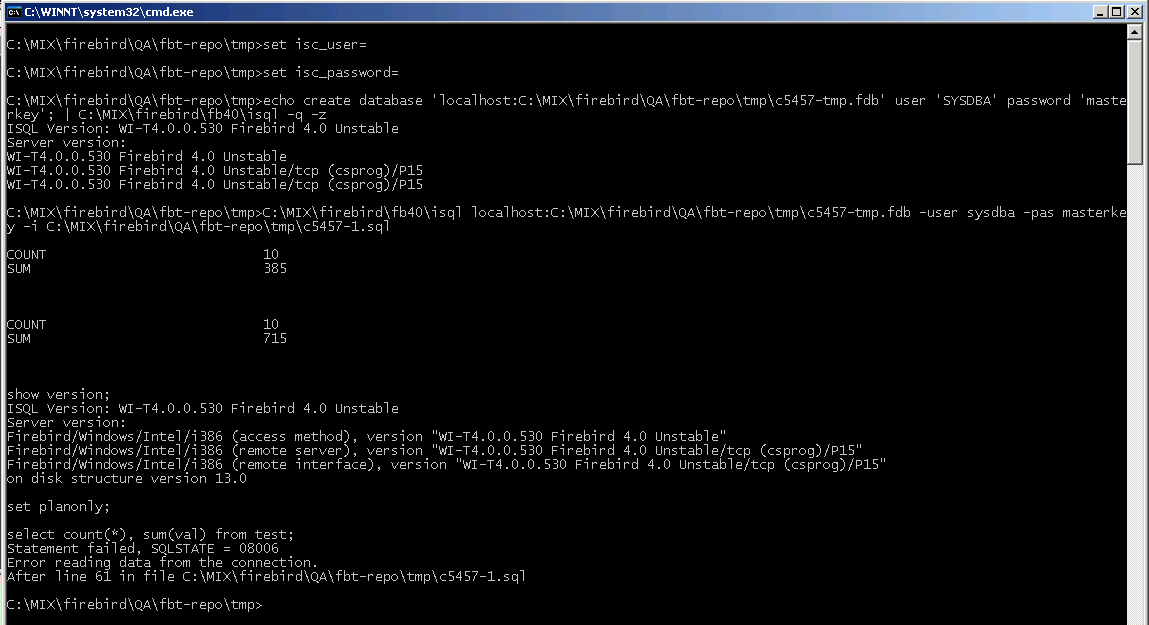 C:\WINNT\system32\cmd.exe
C:\MIX\firebird\QA\fbt-repo\tmp>set isc_user=
C:\MIX\firebird\QA\fbt-repo\tmp>set isc_password=
C:\MIX\firebird\QA\fbt-repo\tmp>echo create database 'localhost:C:\MIX\firebird\QA\fbt-repo\tmp\c5457-tmp.fdb' user 'SYSDBA' password 'maste
rkey'; | C:\MIX\firebird\fb40\isql -q -z
ISQL Version: WI-T4.0.0.530 Firebird 4.0 Unstable
Server version:
WI-T4.0.0.530 Firebird 4.0 Unstable
WI-T4.0.0.530 Firebird 4.0 Unstable/tcp (csprog)/P15
WI-T4.0.0.530 Firebird 4.0 Unstable/tcp (csprog)/P15
C:\MIX\firebird\QA\fbt-repo\tmp>C:\MIX\firebird\fb40\isql localhost:C:\MIX\firebird\QA\fbt-repo\tmp\c5457-tmp.fdb -user sysdba -pas masterke
y -i C:\MIX\firebird\QA\fbt-repo\tmp\c5457-1.sql
COUNT 10
SUM 385
COUNT 10
SUM 715
show version;
ISQL Version: WI-T4.0.0.530 Firebird 4.0 Unstable
Server version:
Firebird/Windows/Intel/i386 (access method), version "WI-T4.0.0.530 Firebird 4.0 Unstable"
Firebird/Windows/Intel/i386 (remote server), version "WI-T4.0.0.530 Firebird 4.0 Unstable/tcp (csprog)/P15"
Firebird/Windows/Intel/i386 (remote interface), version "WI-T4.0.0.530 Firebird 4.0 Unstable/tcp (csprog)/P15"
on disk structure version 13.0
set planonly;
select count(*), sum(val) from test;
Statement failed, SQLSTATE = 08006
Error reading data from the connection.
After line 61 in file C:\MIX\firebird\QA\fbt-repo\tmp\c5457-1.sql
C:\MIX\firebird\QA\fbt-repo\tmp>